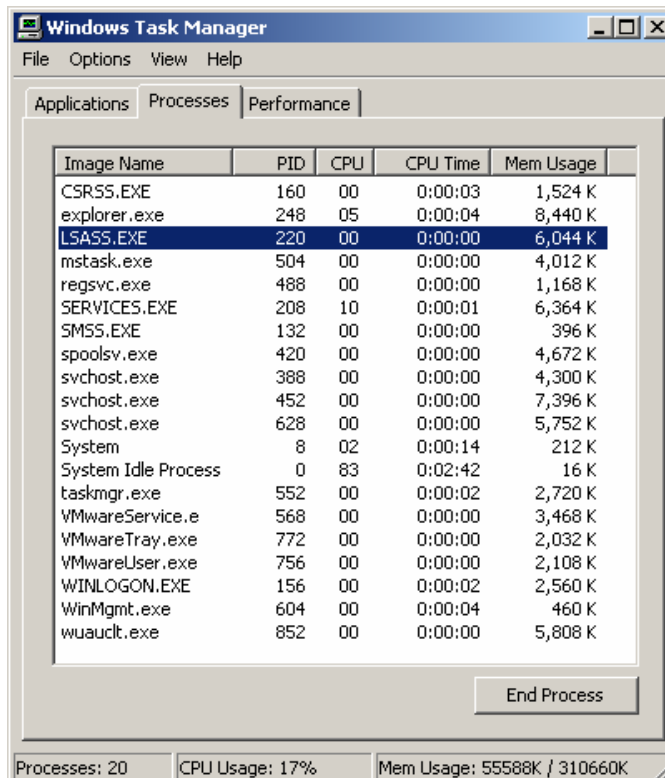 Windows Task Manager
File Options View Help
Applications Processes Performance
Image Name PID CPU CPU Time Mem Usage
CSRSS.EXE 160 00 0:00:03 1,524 K
explorer.exe 248 05 0:00:04 8,440 K
LSASS.EXE 220 00 0:00:00 6,044 K
mstask.exe 504 00 0:00:00 4,012 K
regsvc.exe 488 00 0:00:00 1,168 K
SERVICES.EXE 208 10 0:00:01 6,364 K
SMSS.EXE 132 00 0:00:00 396 K
spoolsv.exe 420 00 0:00:00 4,672 K
svchost.exe 388 00 0:00:00 4,300 K
svchost.exe 452 00 0:00:00 7,396 K
svchost.exe 628 00 0:00:00 5,752 K
System 8 02 0:00:14 212 K
System Idle Process 0 83 0:02:42 16 K
taskmgr.exe 552 00 0:00:02 2,720 K
VMwareService.e 568 00 0:00:00 3,468 K
VMwareTray.exe 772 00 0:00:00 2,032 K
VMwareUser.exe 756 00 0:00:00 2,108 K
WINLOGON.EXE 156 00 0:00:02 2,560 K
WinMgmt.exe 604 00 0:00:04 460 K
wuauclt.exe 852 00 0:00:00 5,808 K
End Process
Processes: 20 CPU Usage: 17% Mem Usage: 55588K / 310660K